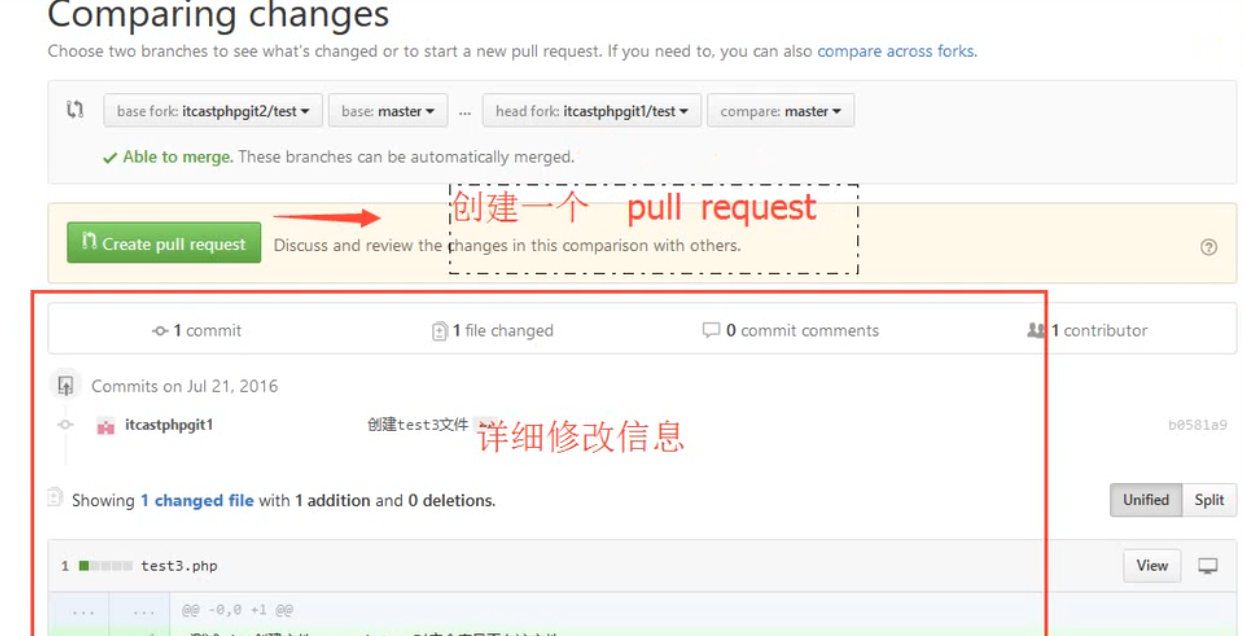 Comparing changes
Choose two branches to see what's changed or to start a new pull request. If you need to, you can also compare across forks.
base fork: itcastphpgit2/test base: master ... head fork: itcastphpgit1/test compare: master
Able to merge. These branches can be automatically merged.
创建一个 pull request
Create pull request Discuss and review the changes in this comparison with others.
1 commit 1 file changed 0 commit comments 1 contributor
Commits on Jul 21, 2016
itcastphpgit1 创建test3文件 b0581a9
详细修改信息
Showing 1 changed file with 1 addition and 0 deletions.
Unified Split
1 test3.php View
... ... @@ -0,0 +1 @@